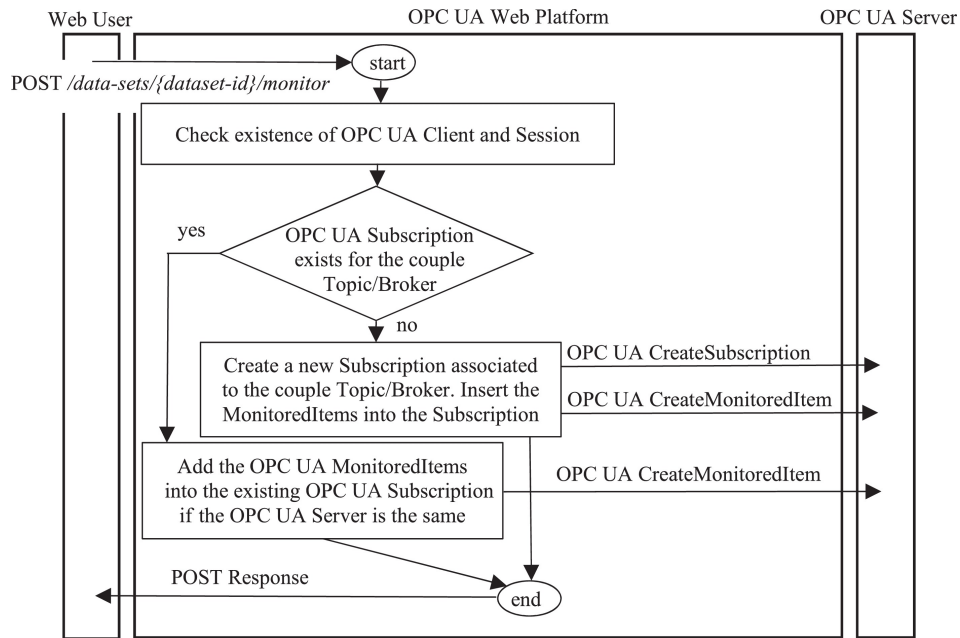 Web User
OPC UA Web Platform
OPC UA Server
start
POST /data-sets/{dataset-id}/monitor
Check existence of OPC UA Client and Session
yes
OPC UA Subscription
exists for the couple
Topic/Broker
no
Create a new Subscription associated
to the couple Topic/Broker. Insert the
MonitoredItems into the Subscription
OPC UA CreateSubscription
OPC UA CreateMonitoredItem
Add the OPC UA MonitoredItems
into the existing OPC UA Subscription
if the OPC UA Server is the same
OPC UA CreateMonitoredItem
POST Response
end